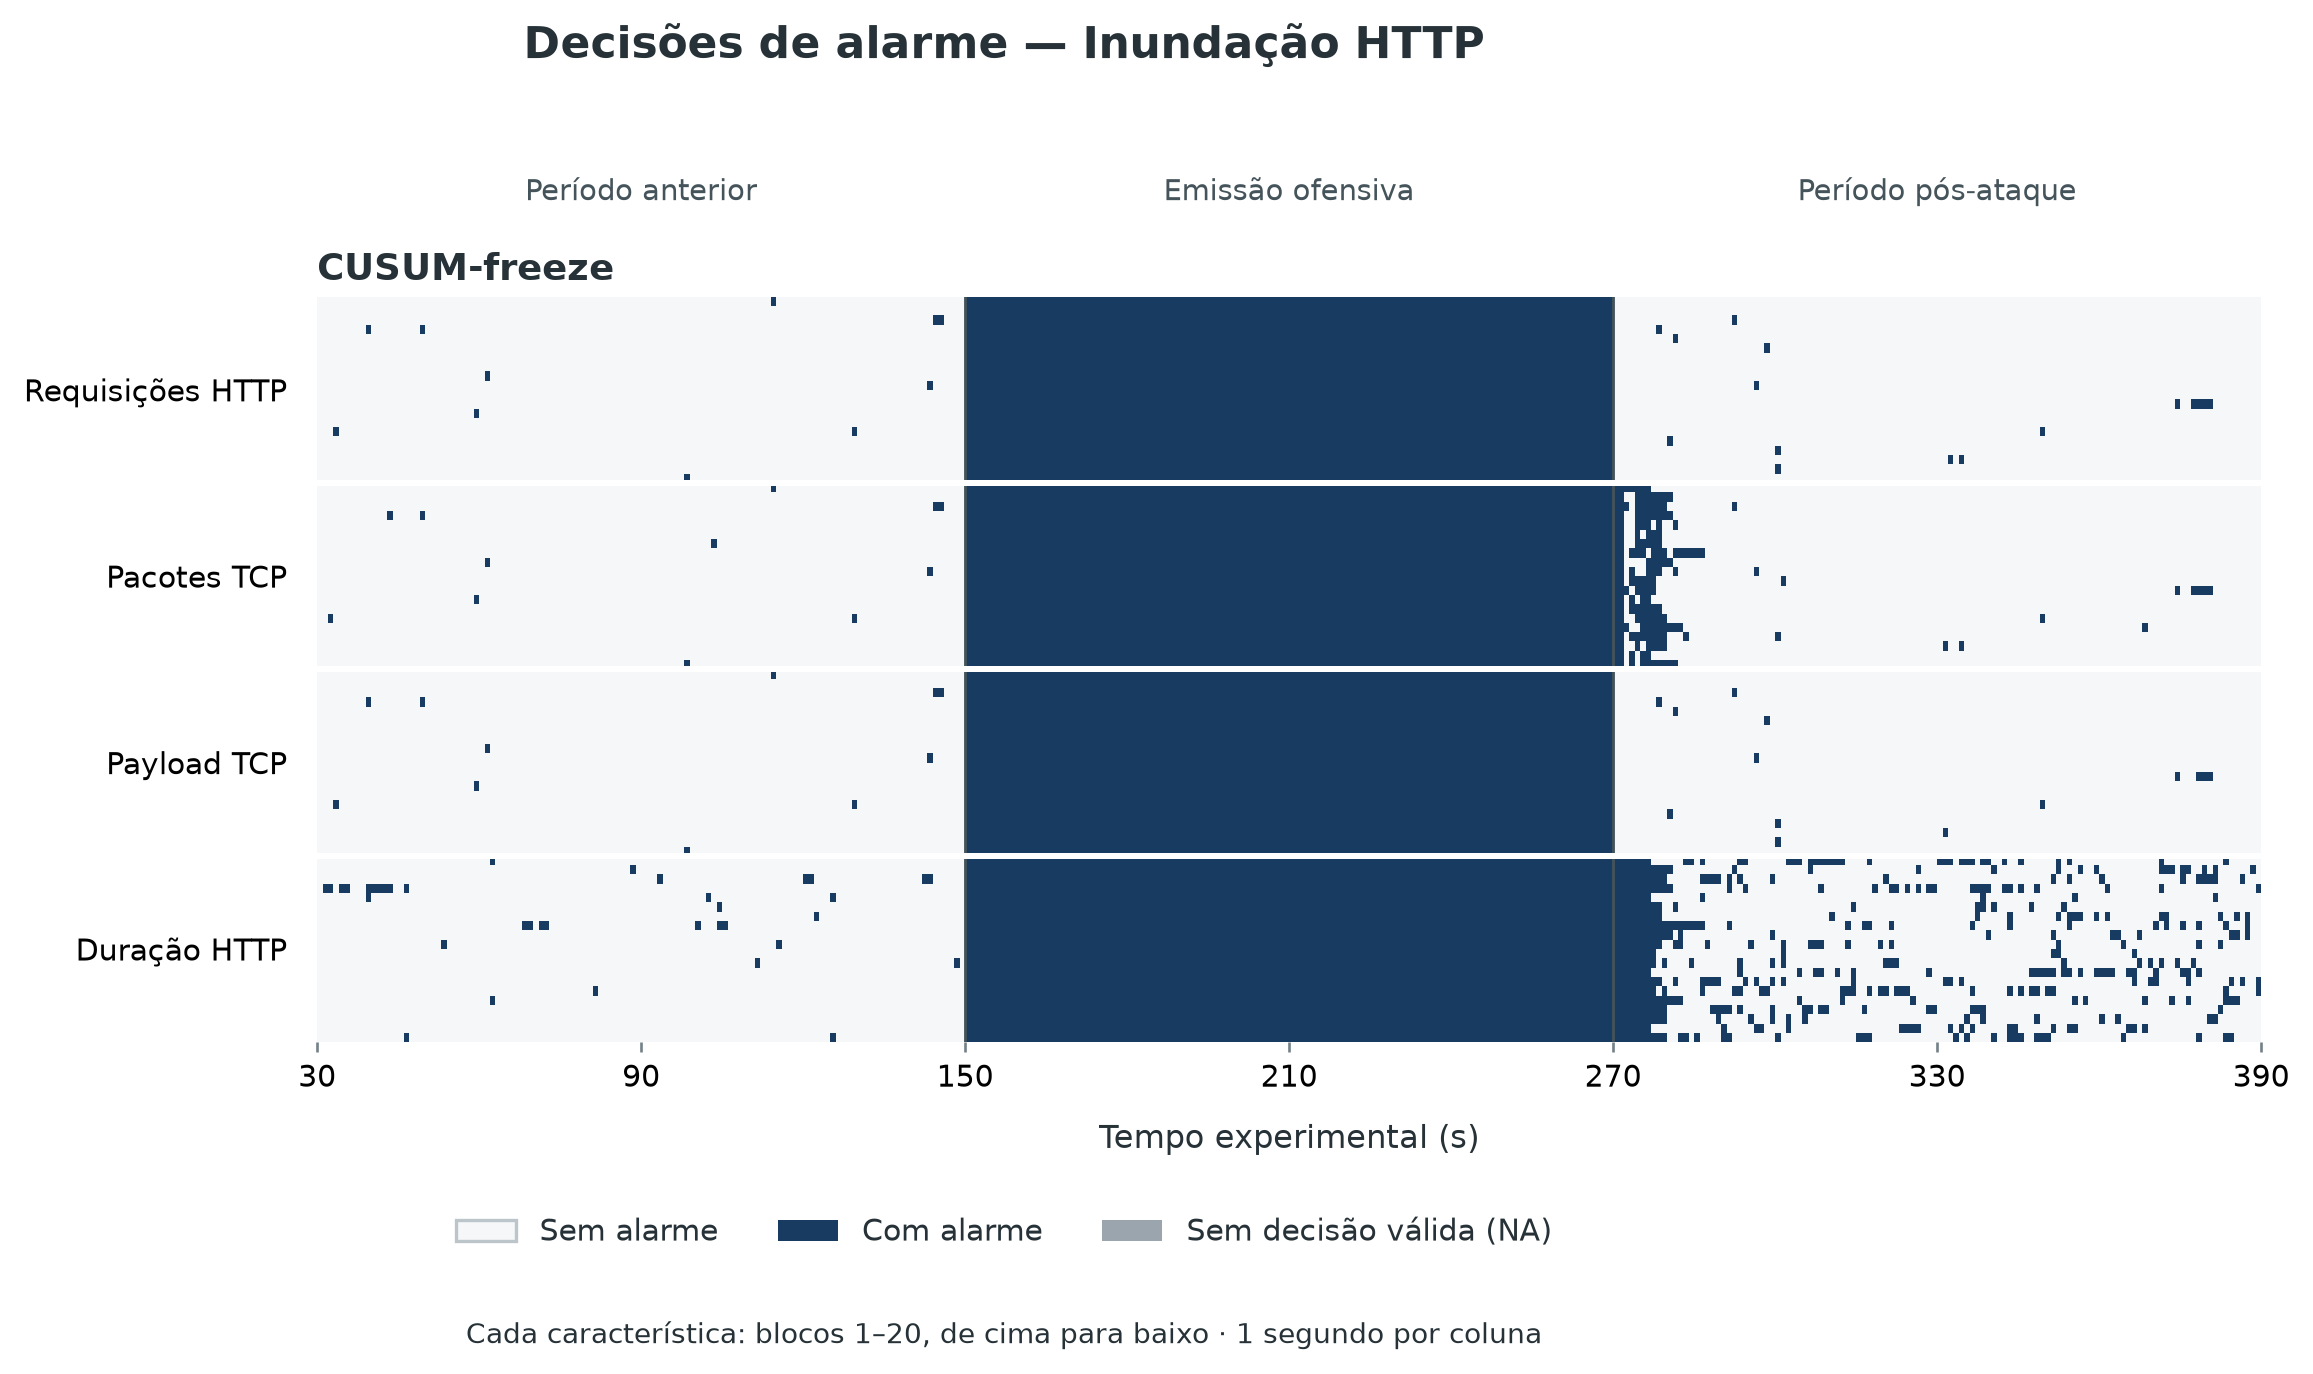 Decisões de alarme — Inundação HTTP
Período anterior
Emissão ofensiva
Período pós-ataque
CUSUM-freeze
Requisições HTTP
Pacotes TCP
Payload TCP
Duração HTTP
30 90 150 210 270 330 390
Tempo experimental (s)
Sem alarme
Com alarme
Sem decisão válida (NA)
Cada característica: blocos 1–20, de cima para baixo · 1 segundo por coluna